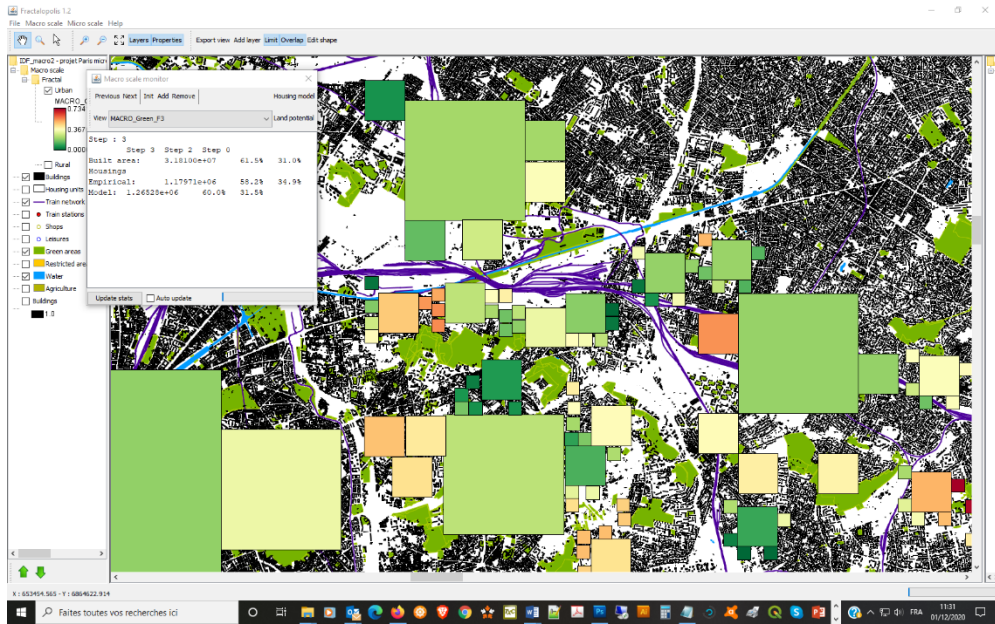 Fractalopolis 1.2
File Macro scale Micro scale Help
Layers Properties Export view Add layer Limit Overlap Edit shape
IDF_macro2 - projet Paris micr
Macro scale
Fractal
Urban
MACRO_G
0.734
0.367
0.000
Rural
Buildings
Housing units
Train network
Train stations
Shops
Leisures
Green areas
Restricted area
Water
Agriculture
Buildings
1.0
Macro scale monitor
Previous Next Init Add Remove Housing model
View MACRO_Green_F3 Land potential
Step : 3
Step 3 Step 2 Step 0
Built area: 3.18100e+07 61.5% 31.0%
Housings
Empirical: 1.17971e+06 58.2% 34.9%
Model: 1.26528e+06 60.0% 31.5%
Update stats Auto update
X : 653454.565 - Y : 6864622.914
Faites toutes vos recherches ici
FRA
11:31
01/12/2020